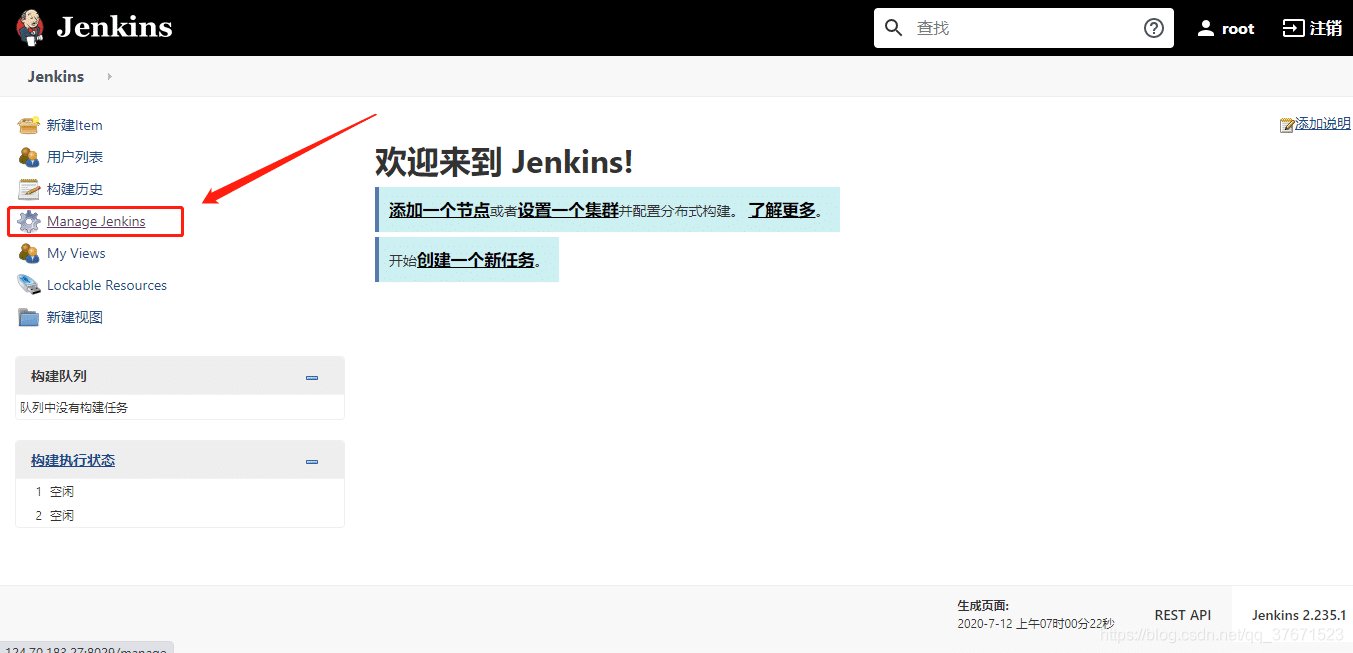 Jenkins
查找
root
注销
Jenkins
新建Item
用户列表
构建历史
Manage Jenkins
My Views
Lockable Resources
新建视图
添加说明
欢迎来到 Jenkins!
添加一个节点或者设置一个集群并配置分布式构建。 了解更多。
开始创建一个新任务。
构建队列
队列中没有构建任务
构建执行状态
1 空闲
2 空闲
生成页面:
2020-7-12 上午07时00分22秒
REST API
Jenkins 2.235.1
https://blog.csdn.net/qq_37671523
124.70.183.27:8029/manage